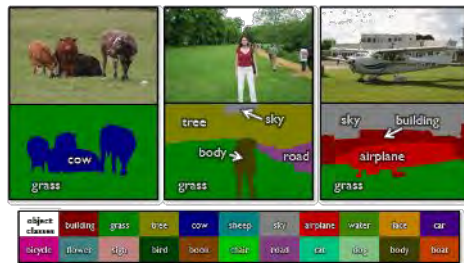 tree
sky
body
road
sky
building
airplane
cow
grass
grass
grass
object classes
building
grass
tree
cow
sheep
sky
airplane
water
face
car
bicycle
flower
sign
bird
book
chair
road
cat
dog
body
boat